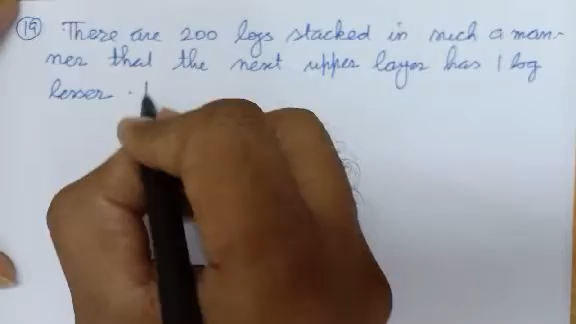 (19) There are 200 logs stacked in such a man-
ner that the next upper layer has 1 log
lesser.